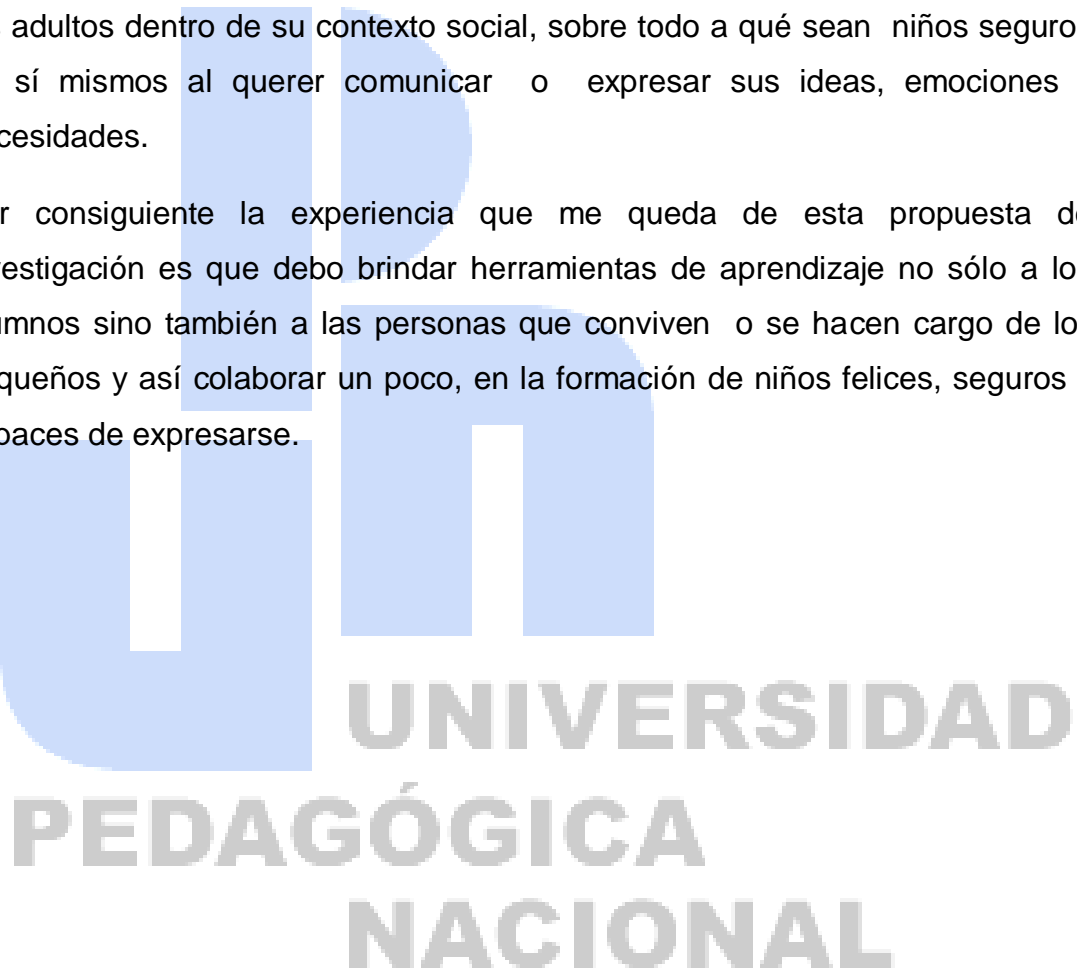 s adultos dentro de su contexto social, sobre todo a qué sean niños seguro
sí mismos al querer comunicar o expresar sus ideas, emociones
cesidades.
r consiguiente la experiencia que me queda de esta propuesta d
vestigación es que debo brindar herramientas de aprendizaje no sólo a lo
umnos sino también a las personas que conviven o se hacen cargo de lo
queños y así colaborar un poco, en la formación de niños felices, seguros
paces de expresarse.
UNIVERSIDAD
PEDAGÓGICA
NACIONAL